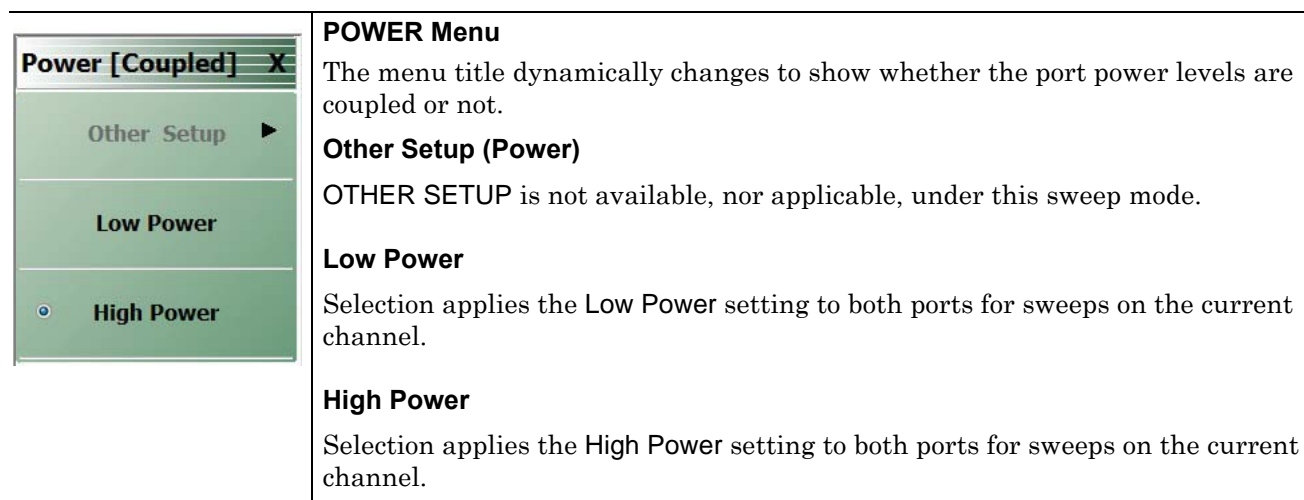 Power [Coupled] X
Other Setup ▶
Low Power
High Power
POWER Menu
The menu title dynamically changes to show whether the port power levels are
coupled or not.
Other Setup (Power)
OTHER SETUP is not available, nor applicable, under this sweep mode.
Low Power
Selection applies the Low Power setting to both ports for sweeps on the current
channel.
High Power
Selection applies the High Power setting to both ports for sweeps on the current
channel.